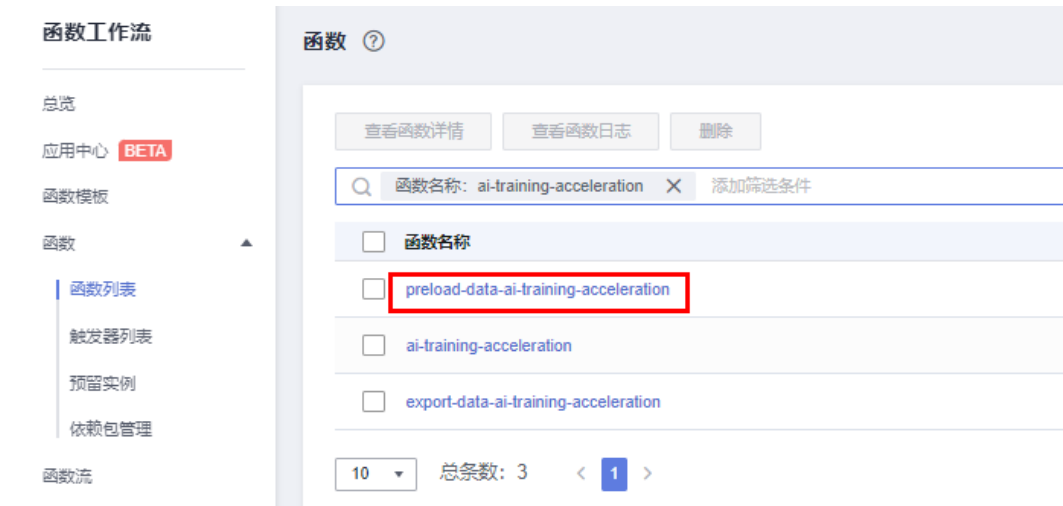 函数工作流
总览
应用中心 BETA
函数模板
函数
函数列表
触发器列表
预留实例
依赖包管理
函数流
函数 ?
查看函数详情 查看函数日志 删除
函数名称：ai-training-acceleration × 添加筛选条件
函数名称
preload-data-ai-training-acceleration
ai-training-acceleration
export-data-ai-training-acceleration
10 总条数：3 < 1 >